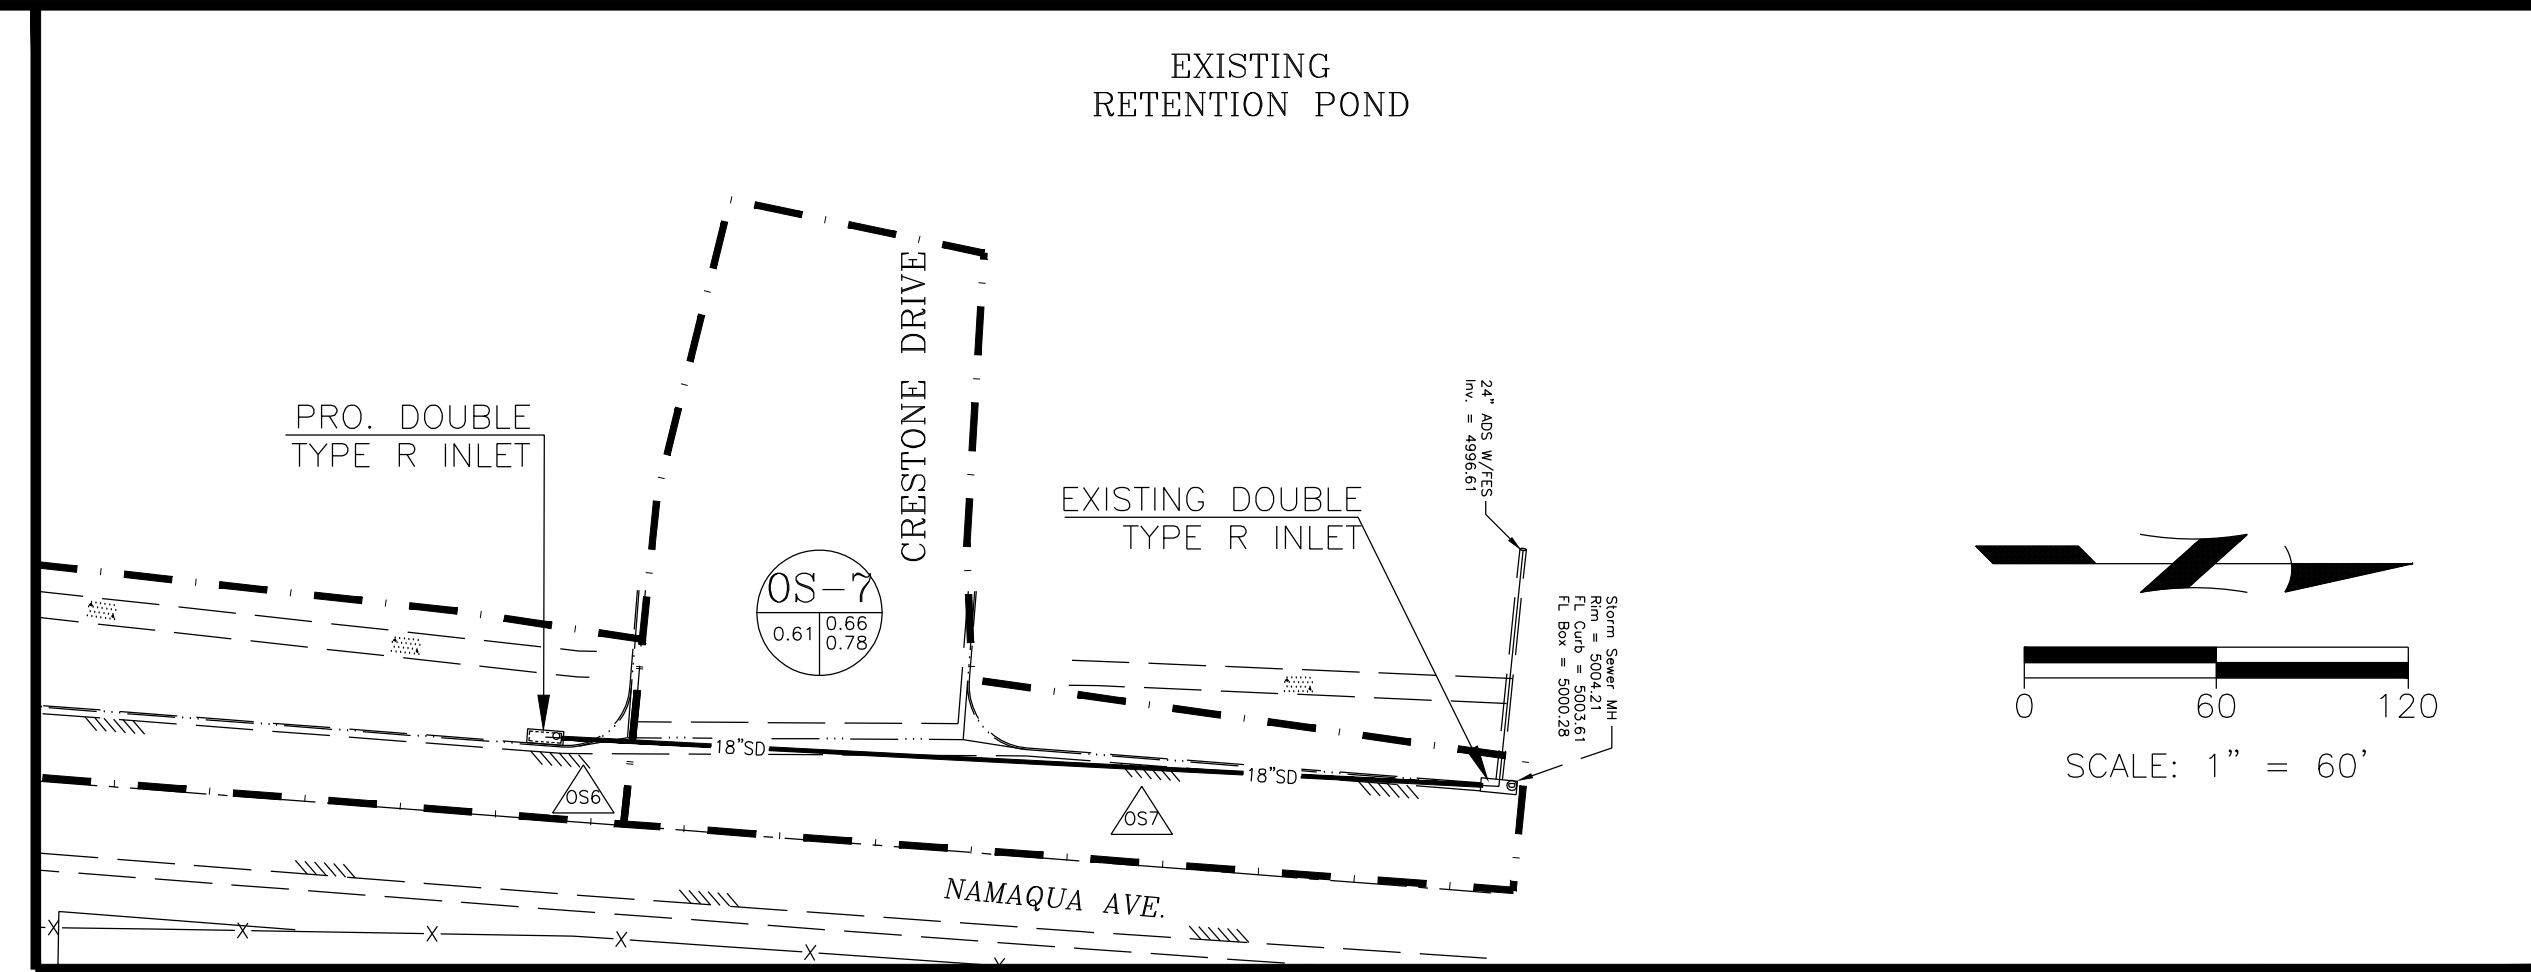 EXISTING
RETENTION POND
CRESTONE DRIVE
PRO. DOUBLE
TYPE R INLET
EXISTING DOUBLE
TYPE R INLET
24" ADS W/FES
Inv. = 4996.61
OS-7
0.61
0.66
0.78
Storm Sewer MH
Rim = 5004.21
FL Curb = 5003.61
FL Box = 5000.28
18"SD
18"SD
OS6
OS7
NAMAQUA AVE.
X
X
X
X
X
X
0 60 120
SCALE: 1" = 60'